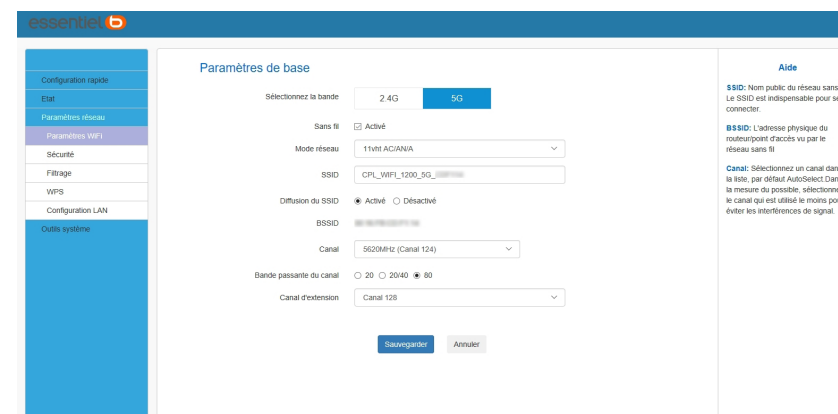 essentiel b
Configuration rapide
Etat
Paramètres réseau
Paramètres WiFi
Sécurité
Filtrage
WPS
Configuration LAN
Outils système
Paramètres de base
Sélectionnez la bande 2.4G 5G
Sans fil Activé
Mode réseau 11vht AC/AN/A
SSID CPL_WIFI_1200_5G_
Diffusion du SSID Activé Désactivé
BSSID
Canal 5620MHz (Canal 124)
Bande passante du canal 20 20/40 80
Canal d'extension Canal 128
Sauvegarder Annuler
Aide
SSID: Nom public du réseau sans
Le SSID est indispensable pour se
connecter.
BSSID: L'adresse physique du
routeur/point d'accès vu par le
réseau sans fil
Canal: Sélectionnez un canal dan
la liste, par défaut AutoSelect.Dan
la mesure du possible, sélectionne
le canal qui est utilisé le moins pou
éviter les interférences de signal.